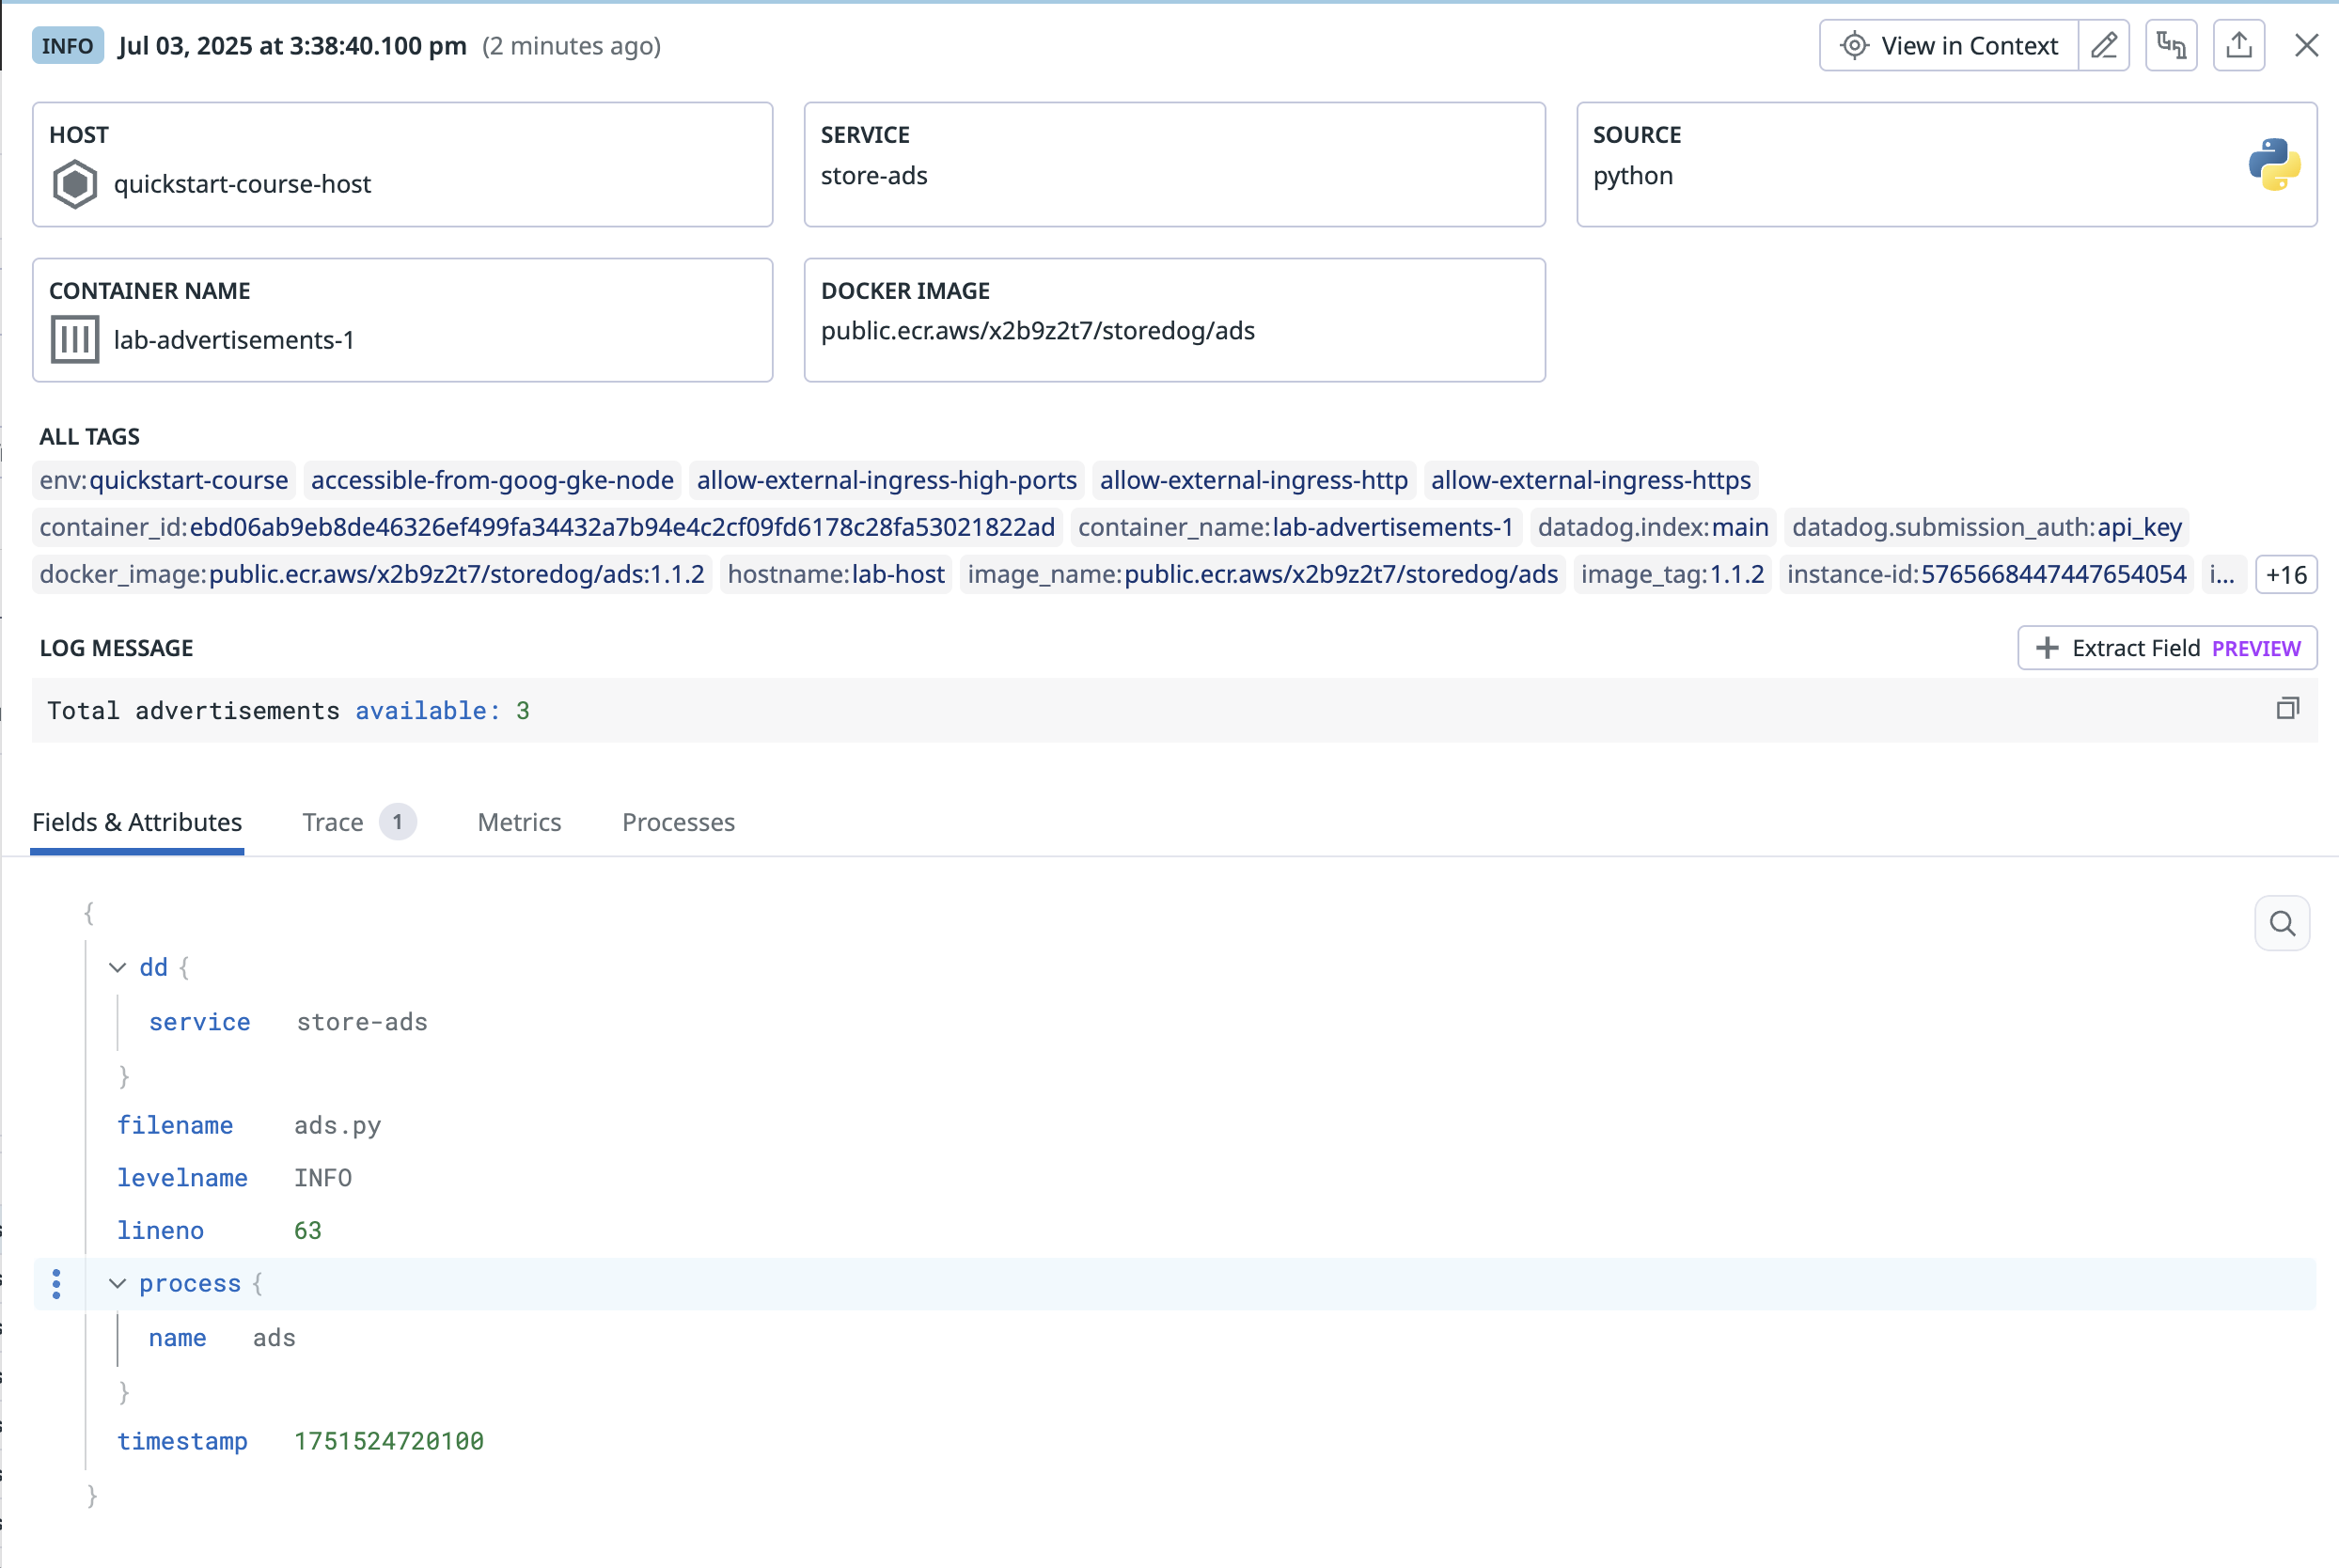 INFO Jul 03, 2025 at 3:38:40.100 pm (2 minutes ago) View in Context
HOST
quickstart-course-host
SERVICE
store-ads
SOURCE
python
CONTAINER NAME
lab-advertisements-1
DOCKER IMAGE
public.ecr.aws/x2b9z2t7/storedog/ads
ALL TAGS
env:quickstart-course accessible-from-goog-gke-node allow-external-ingress-high-ports allow-external-ingress-http allow-external-ingress-https
container_id:ebd06ab9eb8de46326ef499fa34432a7b94e4c2cf09fd6178c28fa53021822ad container_name:lab-advertisements-1 datadog.index:main datadog.submission_auth:api_key
docker_image:public.ecr.aws/x2b9z2t7/storedog/ads:1.1.2 hostname:lab-host image_name:public.ecr.aws/x2b9z2t7/storedog/ads image_tag:1.1.2 instance-id:5765668447447654054 i... +16
LOG MESSAGE Extract Field PREVIEW
Total advertisements available: 3
Fields & Attributes Trace 1 Metrics Processes
{
dd {
service store-ads
}
filename ads.py
levelname INFO
lineno 63
process {
name ads
}
timestamp 1751524720100
}